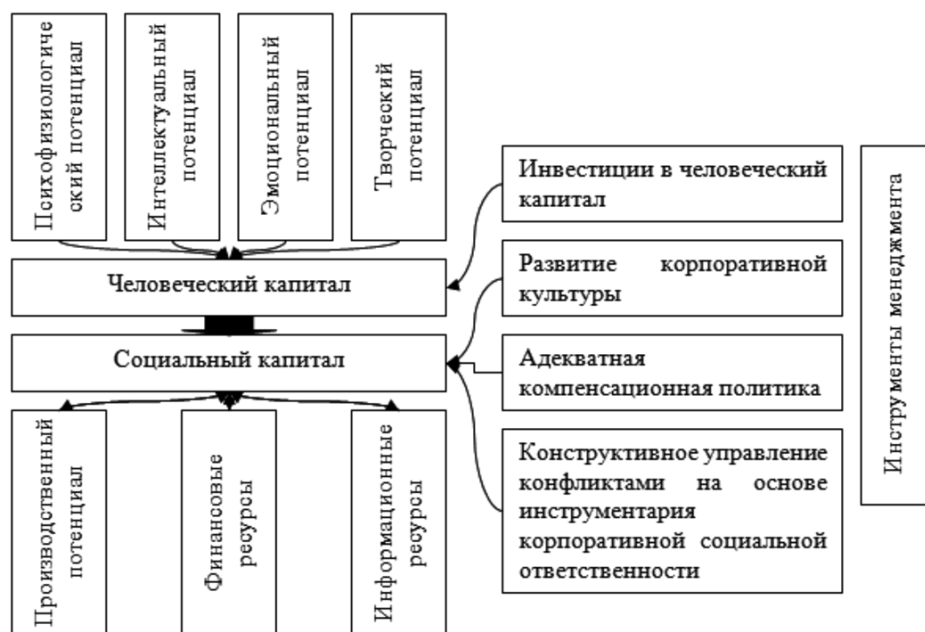 Психофизиологиче
ский потенциал
Интеллектуальный
потенциал
Эмоциональный
потенциал
Творческий
потенциал
Человеческий капитал
Социальный капитал
Производственный
потенциал
Финансовые
ресурсы
Информационные
ресурсы
Инвестиции в человеческий
капитал
Развитие корпоративной
культуры
Адекватная
компенсационная политика
Конструктивное управление
конфликтами на основе
инструментария
корпоративной социальной
ответственности
Инструменты менеджмента